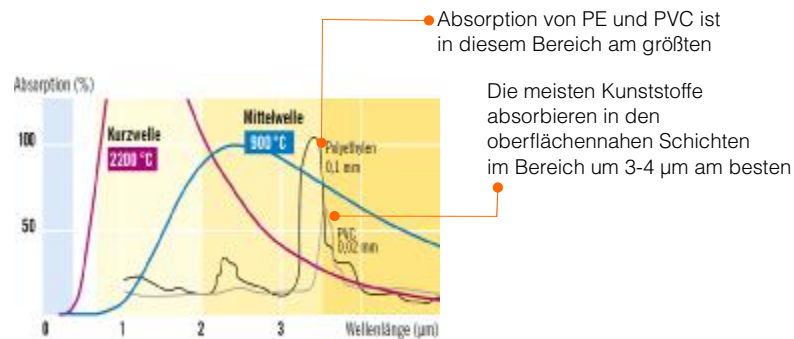 Absorption von PE und PVC ist
in diesem Bereich am größten
Die meisten Kunststoffe
absorbieren in den
oberflächennahen Schichten
im Bereich um 3-4 µm am besten
Absorption (%)
100
50
Kurzwelle
2200 °C
Mittelwelle
900 °C
Polyethylen
0,1 mm
PVC
0,02 mm
0 1 2 3 Wellenlänge (µm)